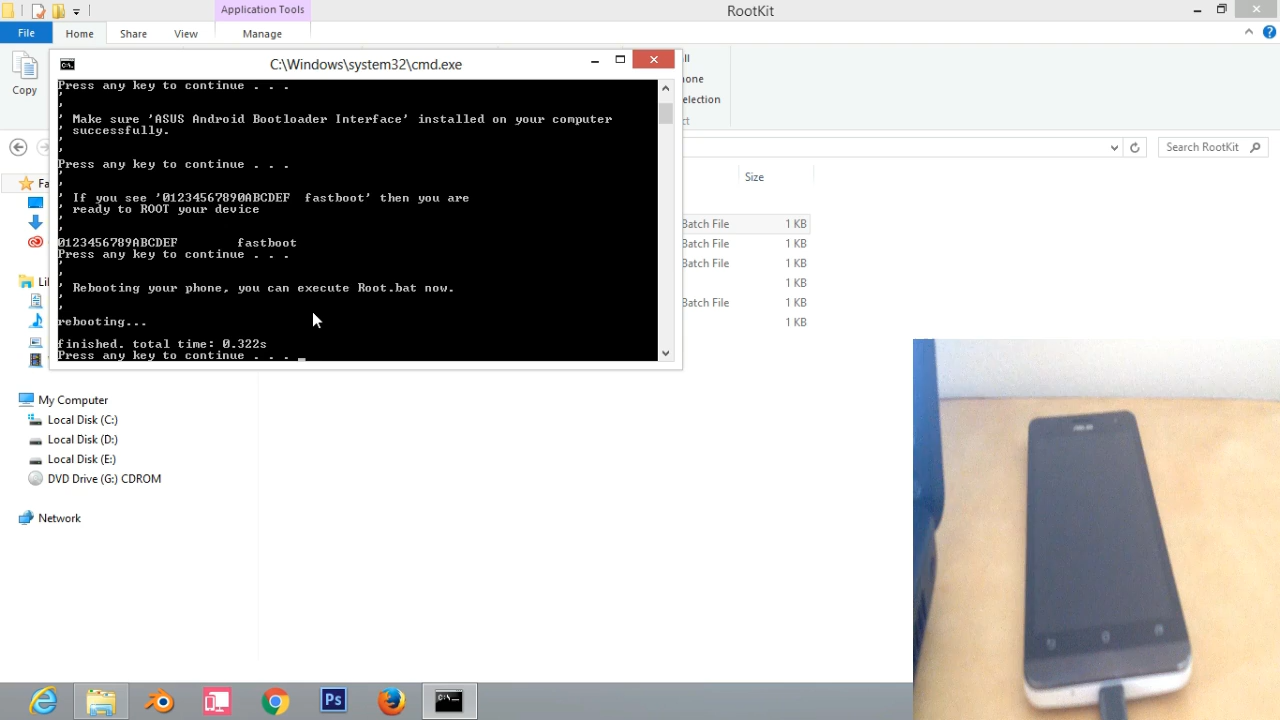 Application Tools
RootKit
File
Home
Share
View
Manage
Copy
C:\Windows\system32\cmd.exe
Press any key to continue . . .
'
'
' Make sure 'ASUS Android Bootloader Interface' installed on your computer
' successfully.
'
'
Press any key to continue . . .
'
'
' If you see '01234567890ABCDEF  fastboot' then you are
' ready to ROOT your device
'
'
0123456789ABCDEF        fastboot
Press any key to continue . . .
'
'
' Rebooting your phone, you can execute Root.bat now.
'
'
rebooting...
finished. total time: 0.322s
Press any key to continue . . . _
Search RootKit
Size
Batch File 1 KB
Batch File 1 KB
Batch File 1 KB
1 KB
Batch File 1 KB
1 KB
My Computer
Local Disk (C:)
Local Disk (D:)
Local Disk (E:)
DVD Drive (G:) CDROM
Network
Ps
C:\